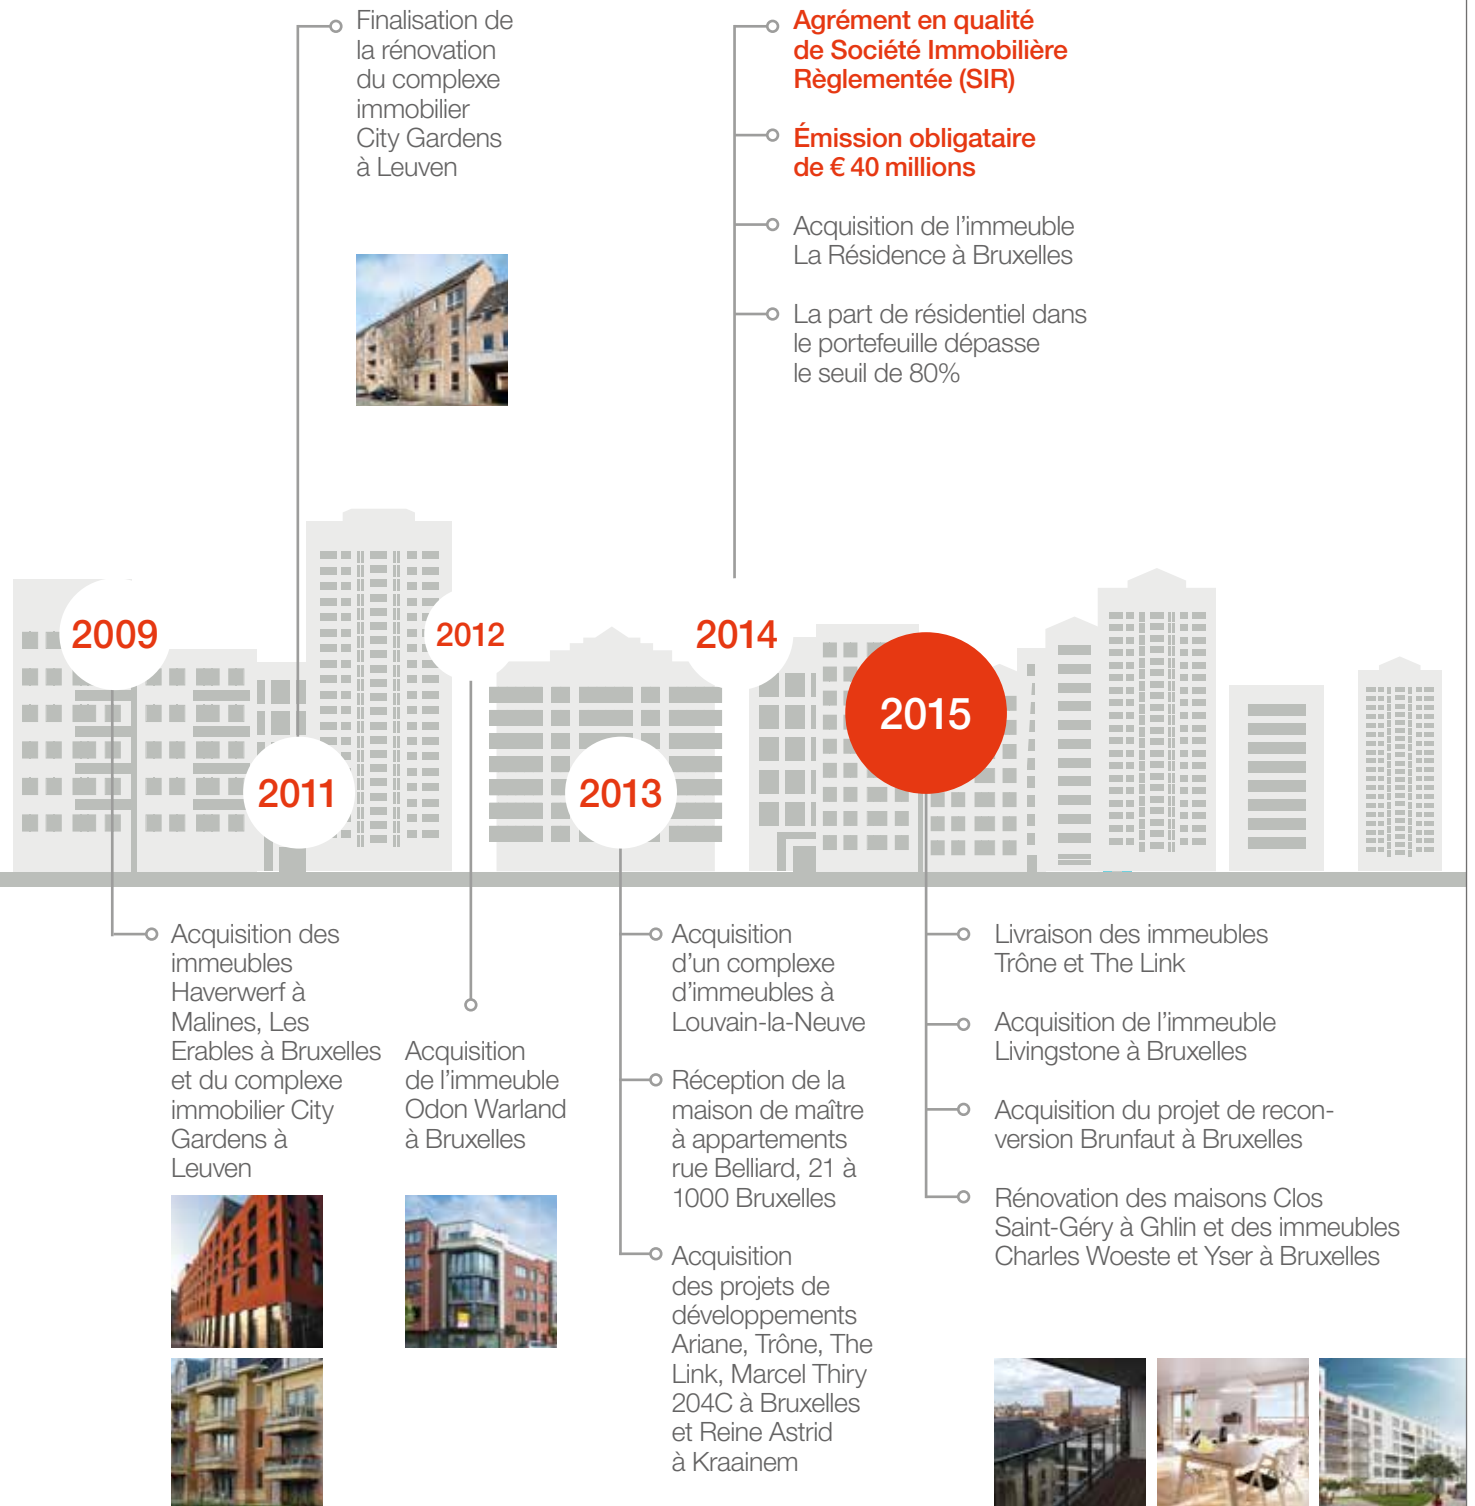 Finalisation de
la rénovation
du complexe
immobilier
City Gardens
à Leuven
Agrément en qualité
de Société Immobilière
Règlementée (SIR)
Émission obligataire
de € 40 millions
Acquisition de l’immeuble
La Résidence à Bruxelles
La part de résidentiel dans
le portefeuille dépasse
le seuil de 80%
2009
2012
2014
2015
2011
2013
Acquisition des
immeubles
Haverwerf à
Malines, Les
Erables à Bruxelles
et du complexe
immobilier City
Gardens à
Leuven
Acquisition
de l’immeuble
Odon Warland
à Bruxelles
Acquisition
d’un complexe
d’immeubles à
Louvain-la-Neuve
Réception de la
maison de maître
à appartements
rue Belliard, 21 à
1000 Bruxelles
Acquisition
des projets de
développements
Ariane, Trône, The
Link, Marcel Thiry
204C à Bruxelles
et Reine Astrid
à Kraainem
Livraison des immeubles
Trône et The Link
Acquisition de l’immeuble
Livingstone à Bruxelles
Acquisition du projet de recon-
version Brunfaut à Bruxelles
Rénovation des maisons Clos
Saint-Géry à Ghlin et des immeubles
Charles Woeste et Yser à Bruxelles